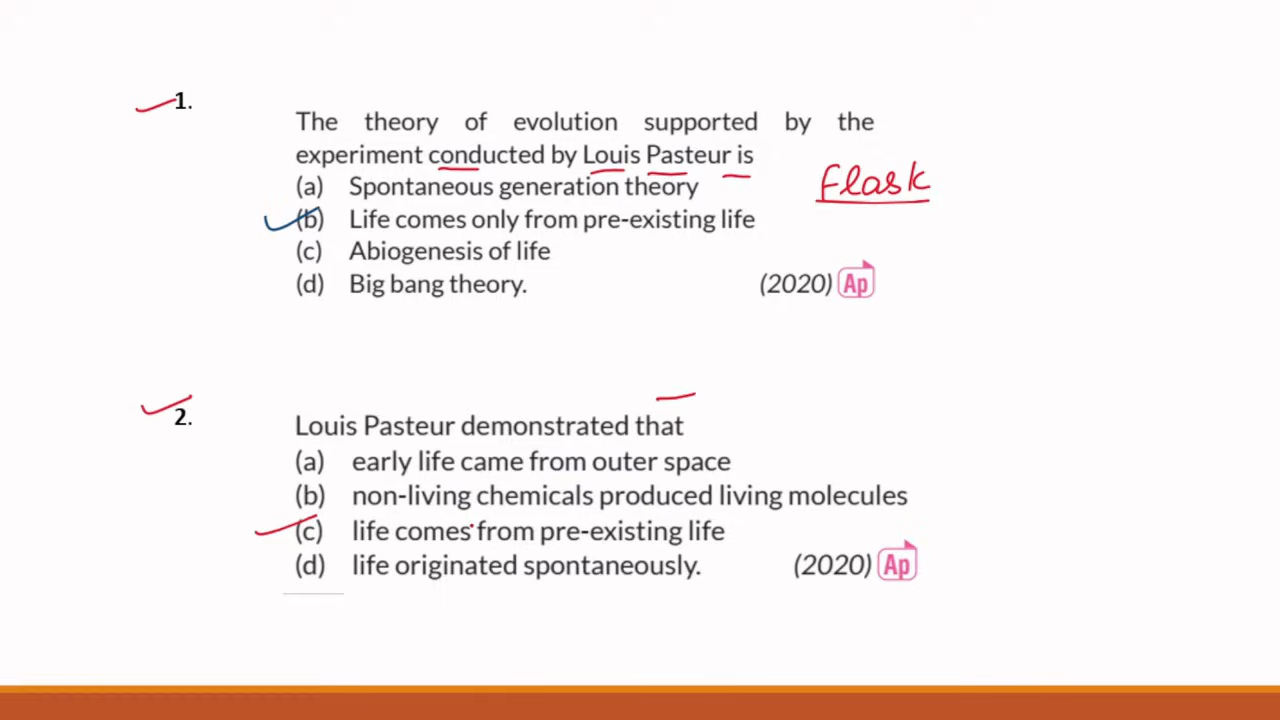 1.
The theory of evolution supported by the
experiment conducted by Louis Pasteur is
Flask
(a) Spontaneous generation theory
(b) Life comes only from pre-existing life
(c) Abiogenesis of life
(d) Big bang theory. (2020) Ap
2.
Louis Pasteur demonstrated that
(a) early life came from outer space
(b) non-living chemicals produced living molecules
(c) life comes from pre-existing life
(d) life originated spontaneously. (2020) Ap